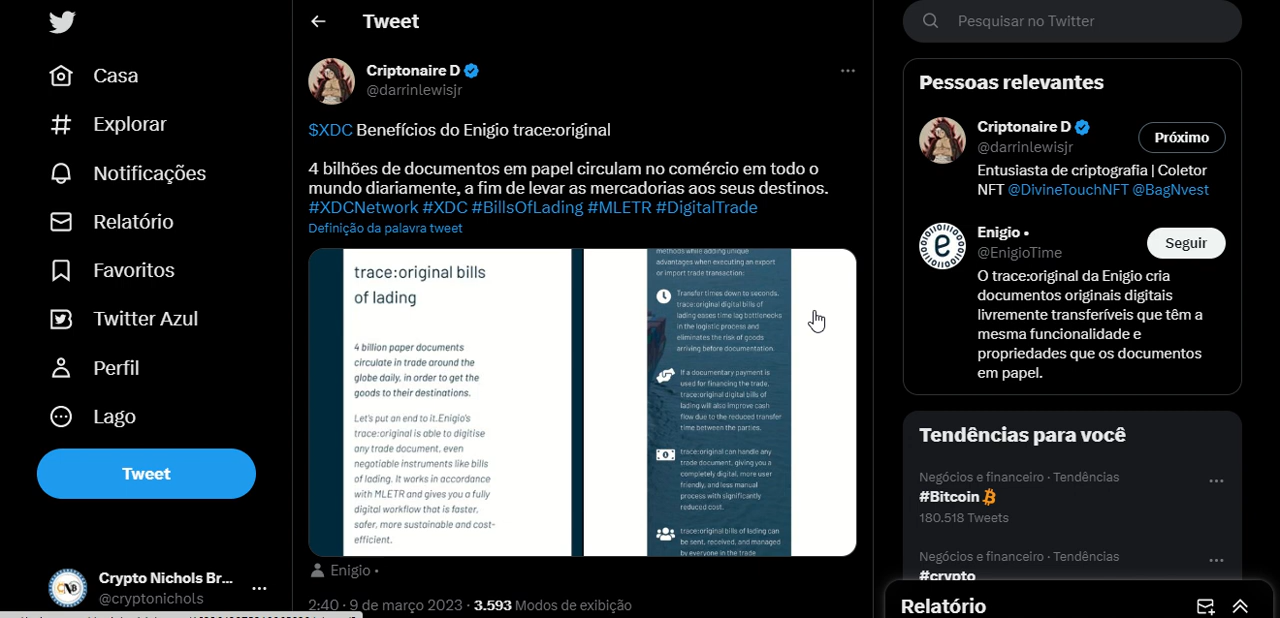 Casa
Explorar
Notificações
Relatório
Favoritos
Twitter Azul
Perfil
Lago
Tweet
Crypto Nichols Br...
@cryptonichols
Tweet
Criptonaire D
@darrinlewisjr
$XDC Benefícios do Enigio trace:original
4 bilhões de documentos em papel circulam no comércio em todo o
mundo diariamente, a fim de levar as mercadorias aos seus destinos.
#XDCNetwork #XDC #BillsOfLading #MLETR #DigitalTrade
Definição da palavra tweet
trace:original bills
of lading
4 billion paper documents
circulate in trade around the
globe daily, in order to get the
goods to their destinations.
Let's put an end to it.Enigio's
trace:original is able to digitise
any trade document, even
negotiable instruments like bills
of lading. It works in accordance
with MLETR and gives you a fully
digital workflow that is faster,
safer, more sustainable and cost-
efficient.
methods while adding unique
advantages when executing an export
or import trade transaction:
Transfer times down to seconds.
trace:original digital bills of
lading eases time lag bottlenecks
in the logistic process and
eliminates the risk of goods
arriving before documentation.
If a documentary payment is
used for financing the trade,
trace:original digital bills of
lading will also improve cash
flow due to the reduced transfer
time between the parties.
trace:original can handle any
trade document, giving you a
completely digital, more user
friendly, and less manual
process with significantly
reduced cost.
trace:original bills of lading can
be sent, received, and managed
by everyone in the trade
Enigio •
2:40 · 9 de março 2023 · 3.593 Modos de exibição
Pesquisar no Twitter
Pessoas relevantes
Criptonaire D
@darrinlewisjr
Próximo
Entusiasta de criptografia | Coletor
NFT @DivineTouchNFT @BagNvest
Enigio •
@EnigioTime
Seguir
O trace:original da Enigio cria
documentos originais digitais
livremente transferíveis que têm a
mesma funcionalidade e
propriedades que os documentos
em papel.
Tendências para você
Negócios e financeiro · Tendências
#Bitcoin
180.518 Tweets
Negócios e financeiro · Tendências
#crypto
Relatório